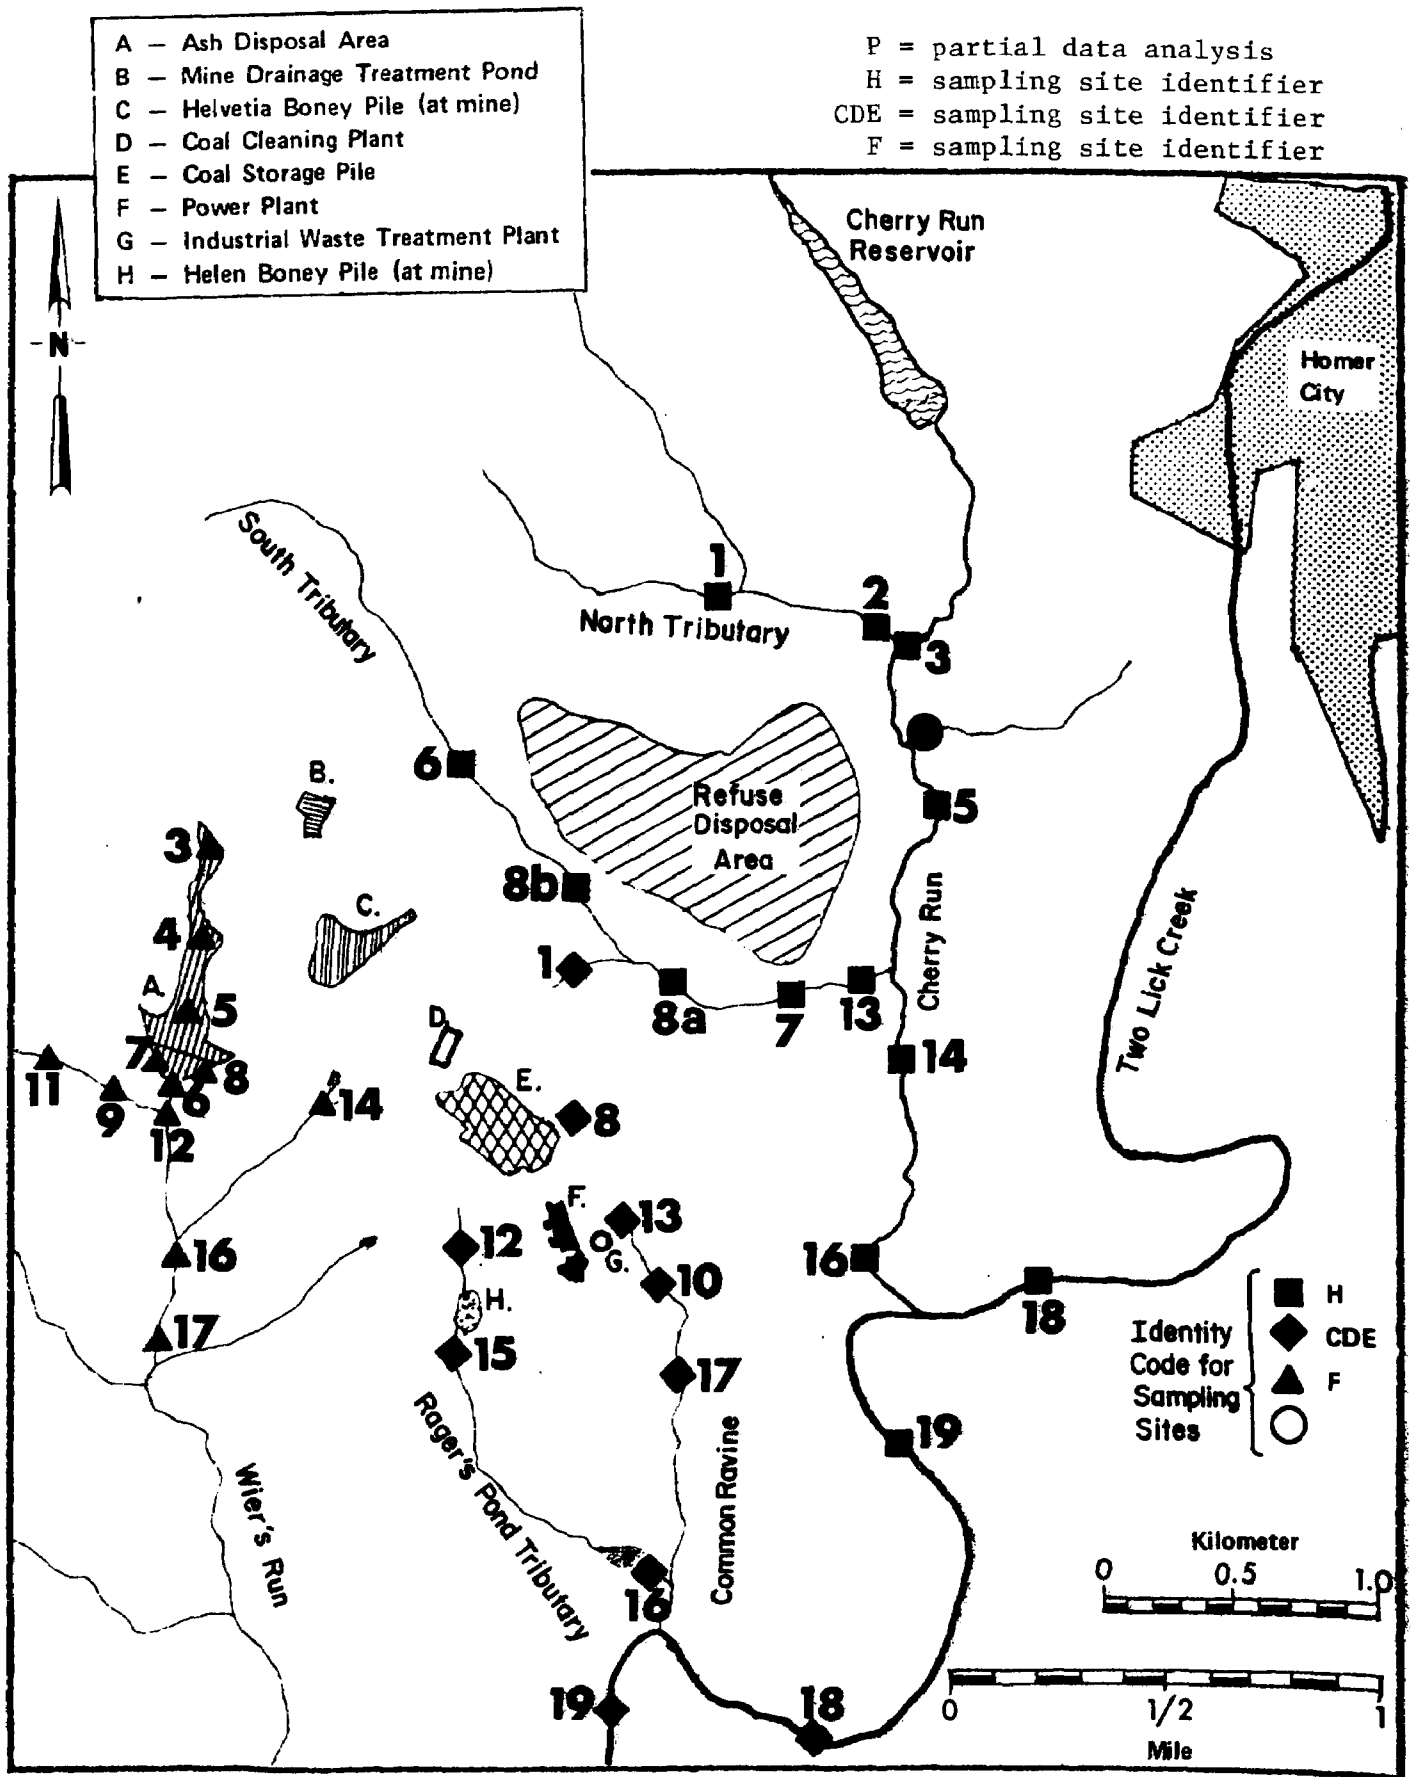 A — Ash Disposal Area
B — Mine Drainage Treatment Pond
C — Helvetia Boney Pile (at mine)
D — Coal Cleaning Plant
E — Coal Storage Pile
F — Power Plant
G — Industrial Waste Treatment Plant
H — Helen Boney Pile (at mine)
P = partial data analysis
H = sampling site identifier
CDE = sampling site identifier
F = sampling site identifier
N
Cherry Run
Reservoir
Homer
City
South Tributary
1
North Tributary
2
3
6
B.
Refuse
Disposal
Area
5
3
8b
C.
4
1
Cherry Run
Two Lick Creek
A.
5
8a
7
13
D.
14
7
8
6
11
9
12
14
E.
8
F.
13
G.
12
16
10
16
18
H.
17
15
17
Identity
Code for
Sampling
Sites
H
CDE
F
19
Rager's Pond Tributary
Common Ravine
Wier's Run
Kilometer
0 0.5 1.0
16
19
18
0 1/2 1
Mile